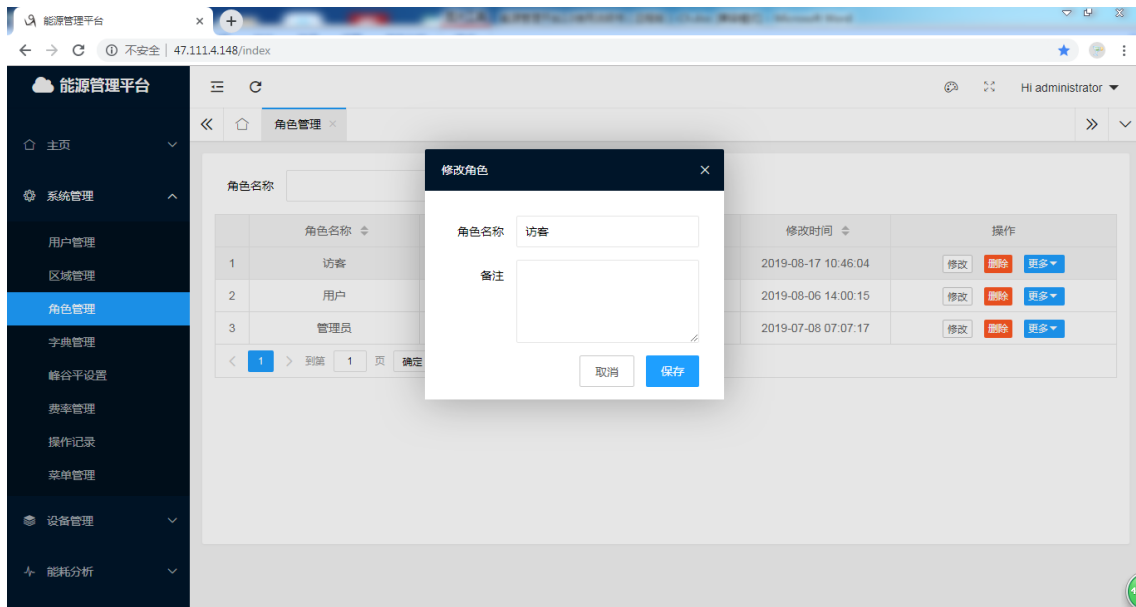 能源管理平台
不安全 47.111.4.148/index
能源管理平台
Hi administrator
角色管理
主页
系统管理
用户管理
区域管理
角色管理
字典管理
峰谷平设置
费率管理
操作记录
菜单管理
设备管理
能耗分析
角色名称
角色名称 修改时间 操作
1 访客 2019-08-17 10:46:04 修改 删除 更多
2 用户 2019-08-06 14:00:15 修改 删除 更多
3 管理员 2019-07-08 07:07:17 修改 删除 更多
1 到第 1 页 确定
修改角色
角色名称 访客
备注
取消 保存